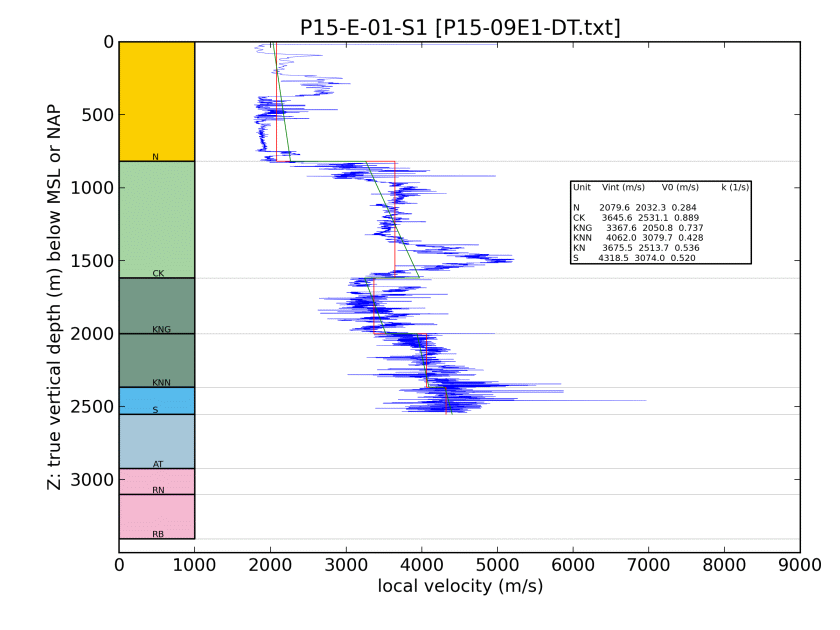 P15-E-01-S1 [P15-09E1-DT.txt]
Z: true vertical depth (m) below MSL or NAP
0
500
1000
1500
2000
2500
3000
N
CK
KNG
KNN
S
AT
RN
RB
Unit Vint (m/s) V0 (m/s) k (1/s)
N 2079.6 2032.3 0.284
CK 3645.6 2531.1 0.889
KNG 3367.6 2050.8 0.737
KNN 4062.0 3079.7 0.428
KN 3675.5 2513.7 0.536
S 4318.5 3074.0 0.520
0 1000 2000 3000 4000 5000 6000 7000 8000 9000
local velocity (m/s)